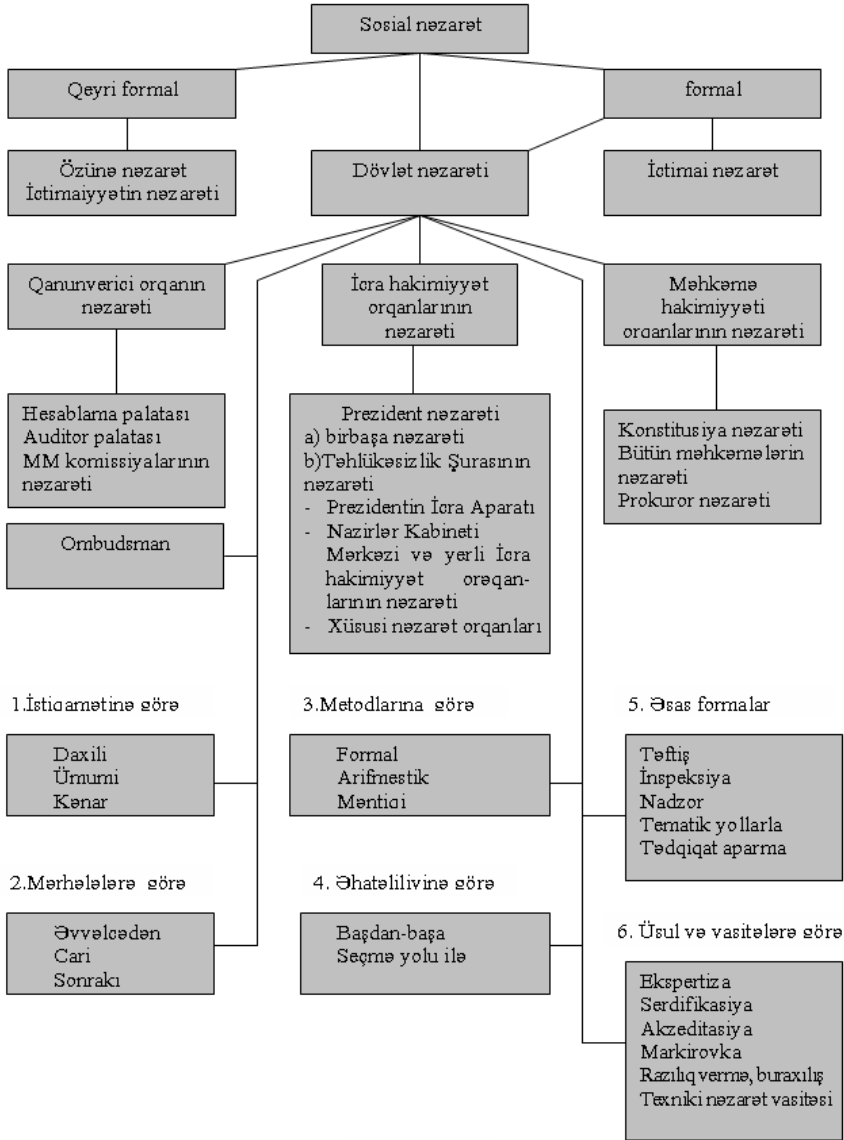 Sosial nəzarət
Qeyri formal
formal
Özünə nəzarət
İctimaiyyətin nəzarəti
Dövlət nəzarəti
İctimai nəzarət
Qanunverici orqanın
nəzarəti
İcra hakimiyyət
orqanlarının
nəzarəti
Məhkəmə
hakimiyyəti
orqanlarının nəzarəti
Hesablama palatası
Auditor palatası
MM komissiyalarının
nəzarəti
Prezident nəzarəti
a) birbaşa nəzarəti
b)Təhlükəsizlik Şurasının
nəzarəti
- Prezidentin İcra Aparatı
- Nazirlər Kabineti
Mərkəzi və yerli İcra
hakimiyyət orəqan-
larının nəzarəti
- Xüsusi nəzarət orqanları
Konstitusiya nəzarəti
Bütün məhkəmələrin
nəzarəti
Prokuror nəzarəti
Ombudsman
1.İstiqamətinə görə
Daxili
Ümumi
Kənar
2.Mərhələlərə görə
Əvvəlcədən
Cari
Sonrakı
3.Metodlarına görə
Formal
Arifmestik
Məntiqi
4. Əhatəliliyinə görə
Başdan-başa
Seçmə yolu ilə
5. Əsas formalar
Təftiş
İnspeksiya
Nadzor
Tematik yollarla
Tədqiqat aparma
6. Üsul və vasitələrə görə
Ekspertiza
Serdifikasiya
Akzeditasiya
Markirovka
Razılıq vermə, buraxılış
Texniki nəzarət vasitəsi